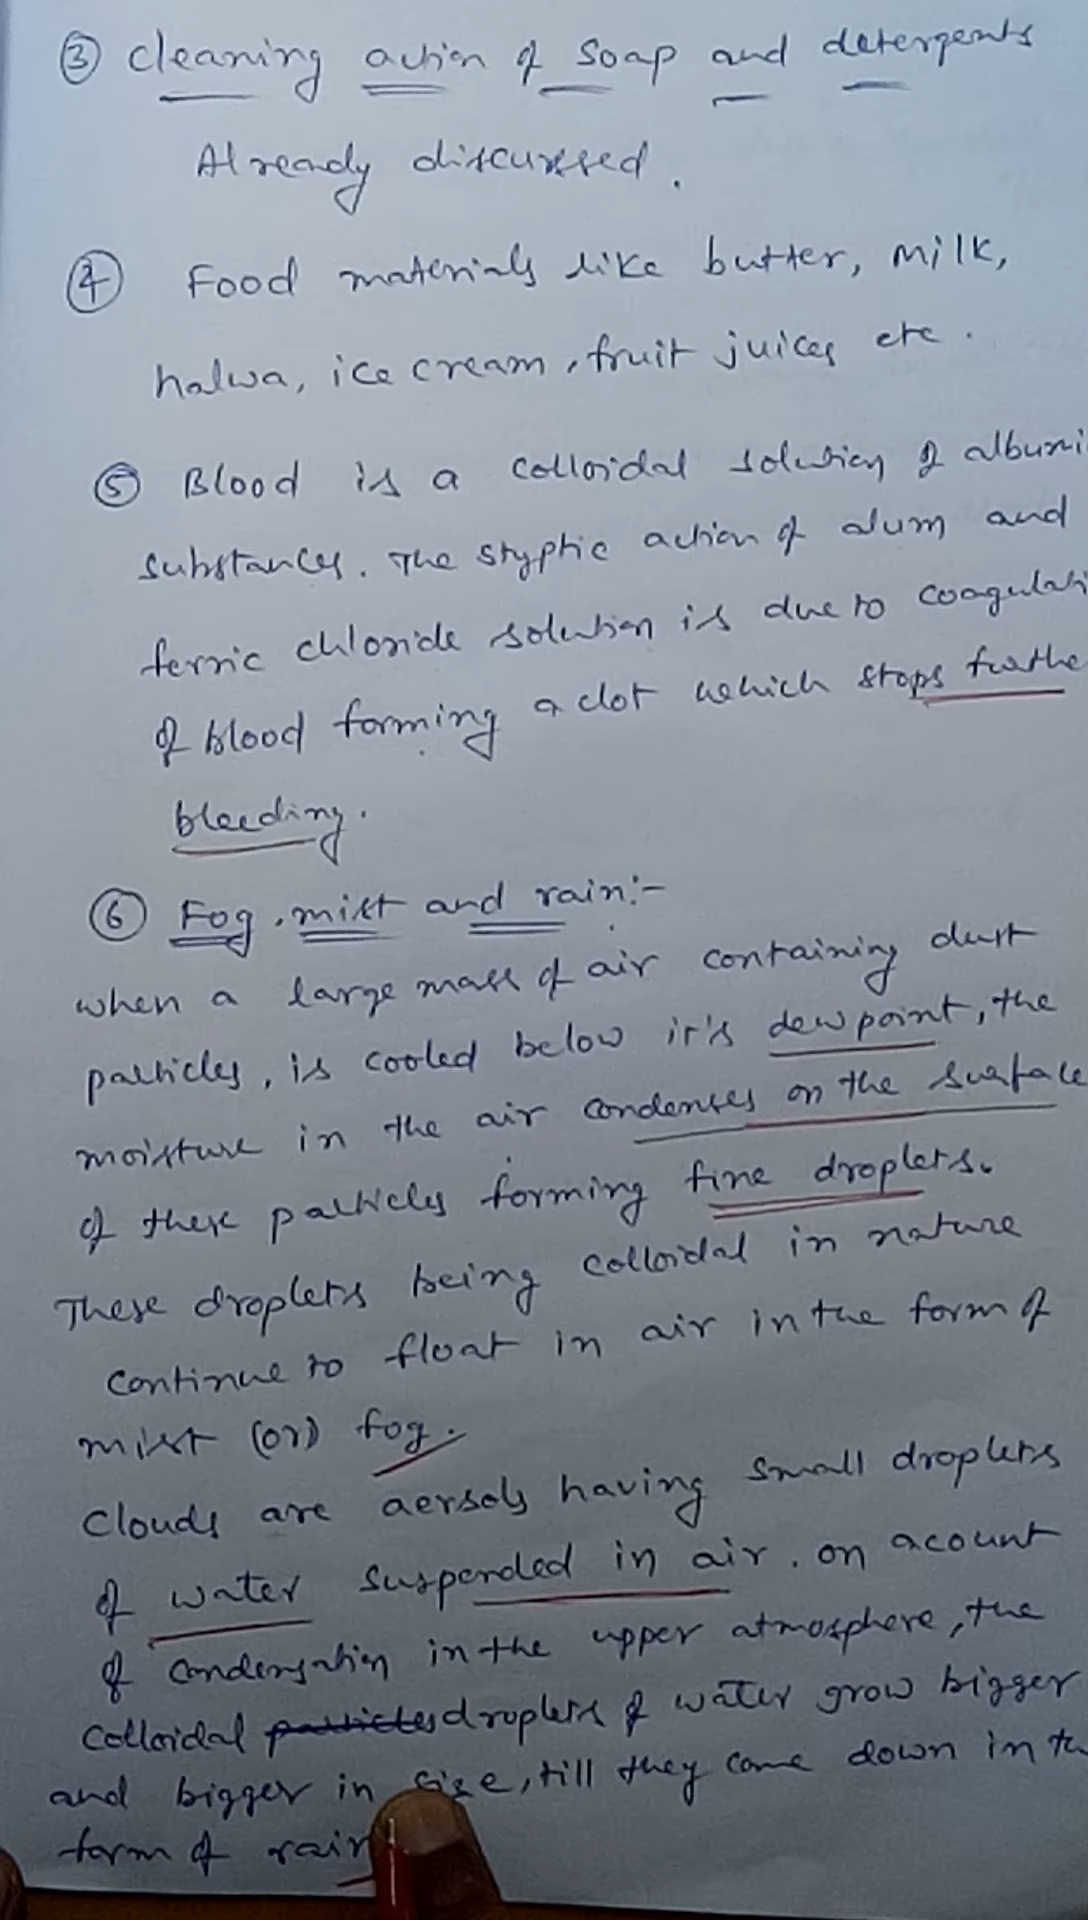 ③ Cleaning action of soap and detergents
Already discussed.
④ Food materials like butter, milk,
halwa, ice cream, fruit juices etc.
⑤ Blood is a colloidal solution of albumi
substances. The styptic action of alum and
ferric chloride solution is due to coagulati
of blood forming a clot which stops furthe
bleeding.
⑥ Fog, mist and rain:-
when a large mass of air containing dust
particles, is cooled below it's dewpoint, the
moisture in the air condenses on the surface
of these particles forming fine droplets.
These droplets being colloidal in nature
continue to float in air in the form of
mist (or) fog.
Clouds are aersols having small droplets
of water suspended in air. on acount
of condensation in the upper atmosphere, the
colloidal particles droplets of water grow bigger
and bigger in size, till they come down in th
form of rain